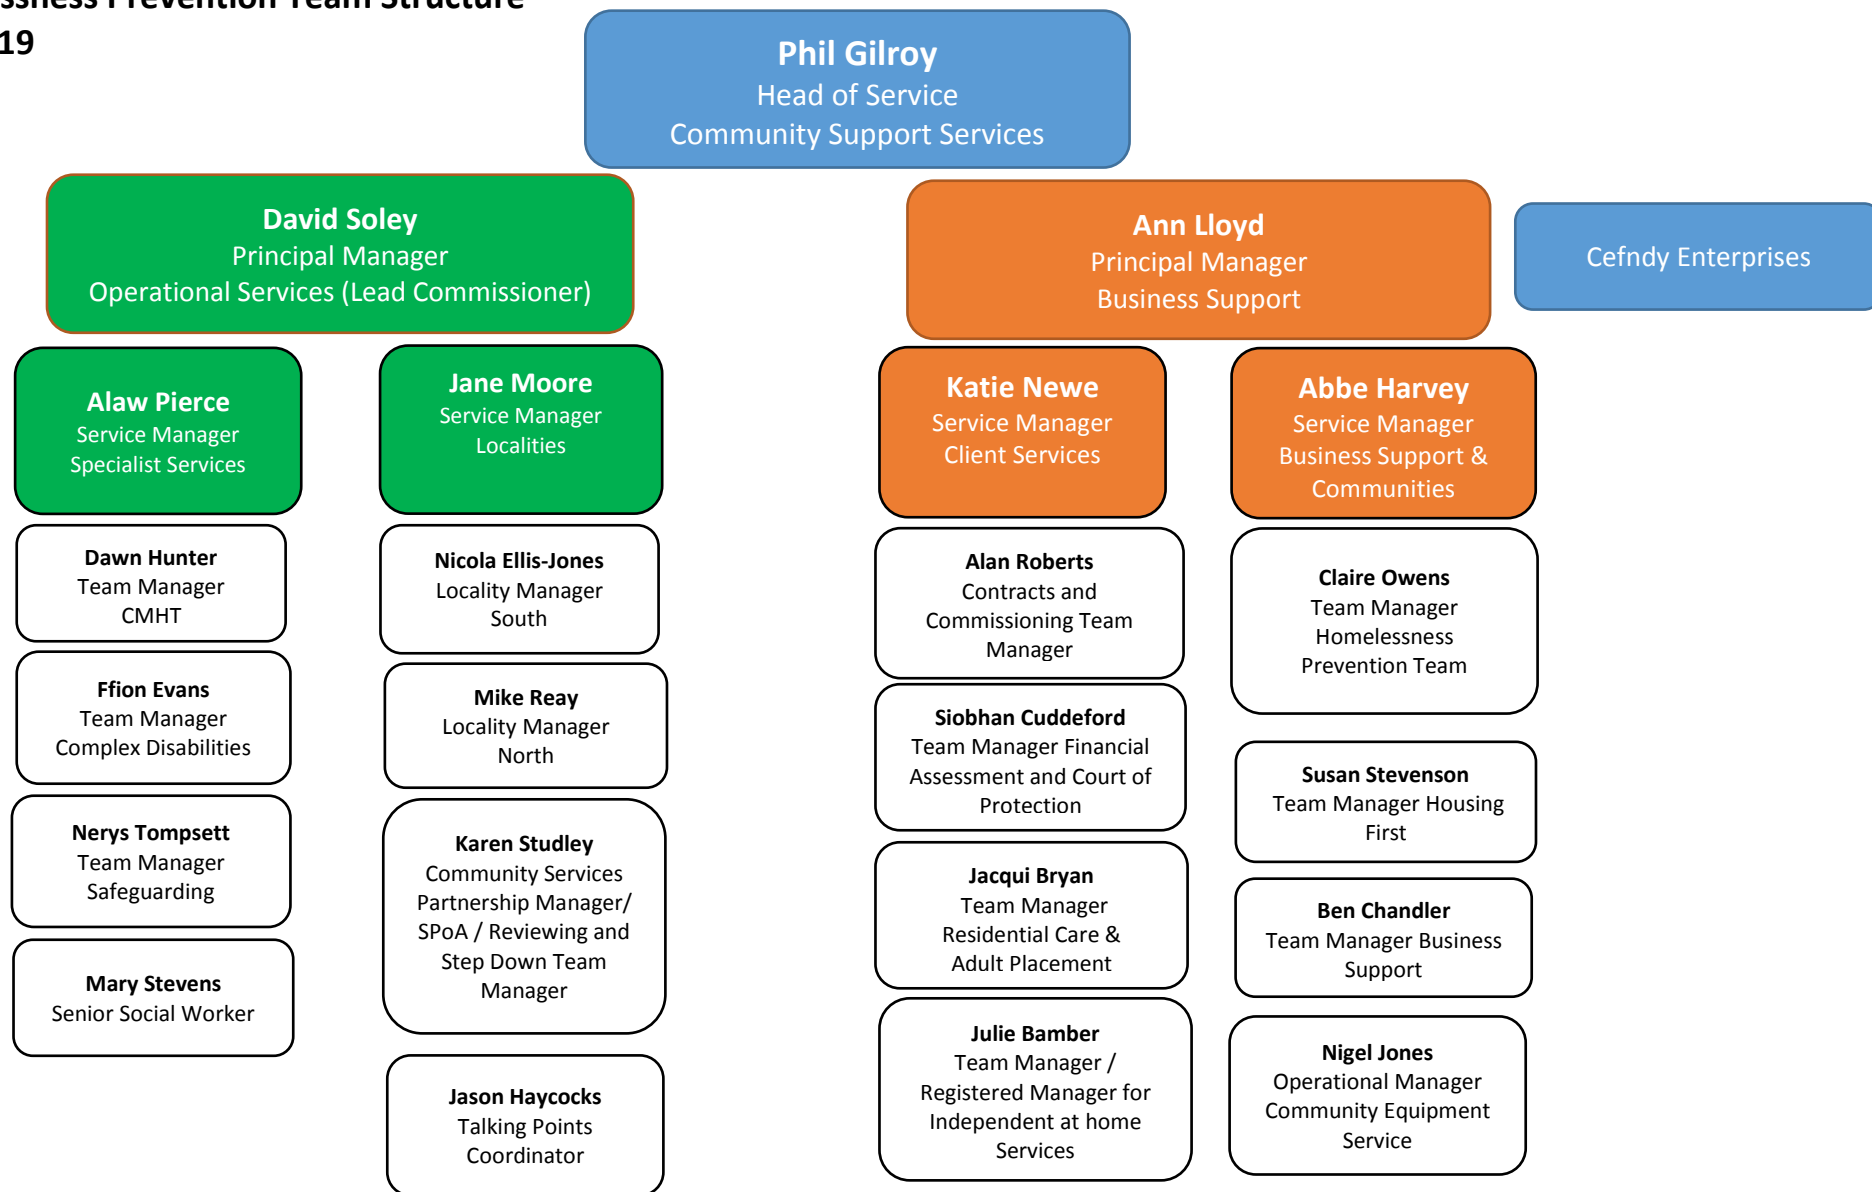 ssness Prevention Team Structure
19
Phil Gilroy
Head of Service
Community Support Services
David Soley
Principal Manager
Operational Services (Lead Commissioner)
Ann Lloyd
Principal Manager
Business Support
Cefndy Enterprises
Alaw Pierce
Service Manager
Specialist Services
Jane Moore
Service Manager
Localities
Katie Newe
Service Manager
Client Services
Abbe Harvey
Service Manager
Business Support &
Communities
Dawn Hunter
Team Manager
CMHT
Ffion Evans
Team Manager
Complex Disabilities
Nerys Tompsett
Team Manager
Safeguarding
Mary Stevens
Senior Social Worker
Nicola Ellis-Jones
Locality Manager
South
Mike Reay
Locality Manager
North
Karen Studley
Community Services
Partnership Manager/
SPoA / Reviewing and
Step Down Team
Manager
Jason Haycocks
Talking Points
Coordinator
Alan Roberts
Contracts and
Commissioning Team
Manager
Siobhan Cuddeford
Team Manager Financial
Assessment and Court of
Protection
Jacqui Bryan
Team Manager
Residential Care &
Adult Placement
Julie Bamber
Team Manager /
Registered Manager for
Independent at home
Services
Claire Owens
Team Manager
Homelessness
Prevention Team
Susan Stevenson
Team Manager Housing
First
Ben Chandler
Team Manager Business
Support
Nigel Jones
Operational Manager
Community Equipment
Service